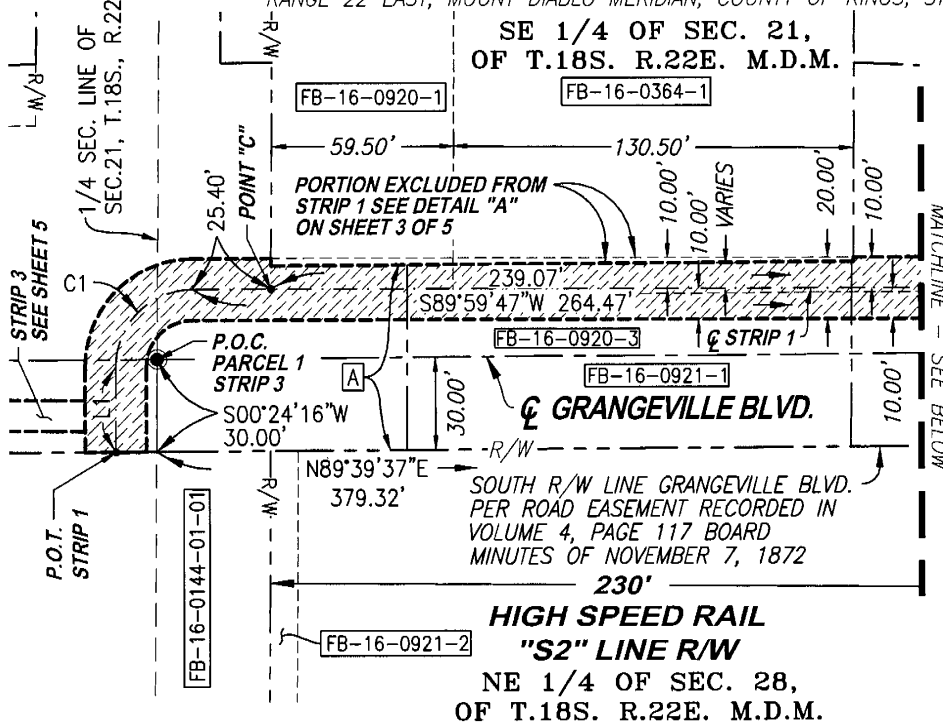 RANGE 22 EAST, MOUNT DIABLO MERIDIAN, COUNTY OF KINGS,
SE 1/4 OF SEC. 21,
OF T.18S. R.22E. M.D.M.
R/W
1/4 SEC. LINE OF
SEC.21, T.18S., R.22
R/W
FB-16-0920-1
FB-16-0364-1
59.50'
130.50'
25.40'
POINT "C"
PORTION EXCLUDED FROM
STRIP 1 SEE DETAIL "A"
ON SHEET 3 OF 5
10.00'
10.00'
VARIES
20.00'
10.00'
MATCHLINE - SEE BELOW
STRIP 3
SEE SHEET 5
C1
239.07'
S89°59'47"W 264.47'
P.O.C.
PARCEL 1
STRIP 3
FB-16-0920-3
℄ STRIP 1
A
FB-16-0921-1
10.00'
S00°24'16"W
30.00'
30.00'
℄ GRANGEVILLE BLVD.
R/W
N89°39'37"E
379.32'
R/W
SOUTH R/W LINE GRANGEVILLE BLVD.
PER ROAD EASEMENT RECORDED IN
VOLUME 4, PAGE 117 BOARD
MINUTES OF NOVEMBER 7, 1872
P.O.T.
STRIP 1
FB-16-0144-01-01
230'
HIGH SPEED RAIL
"S2" LINE R/W
FB-16-0921-2
NE 1/4 OF SEC. 28,
OF T.18S. R.22E. M.D.M.